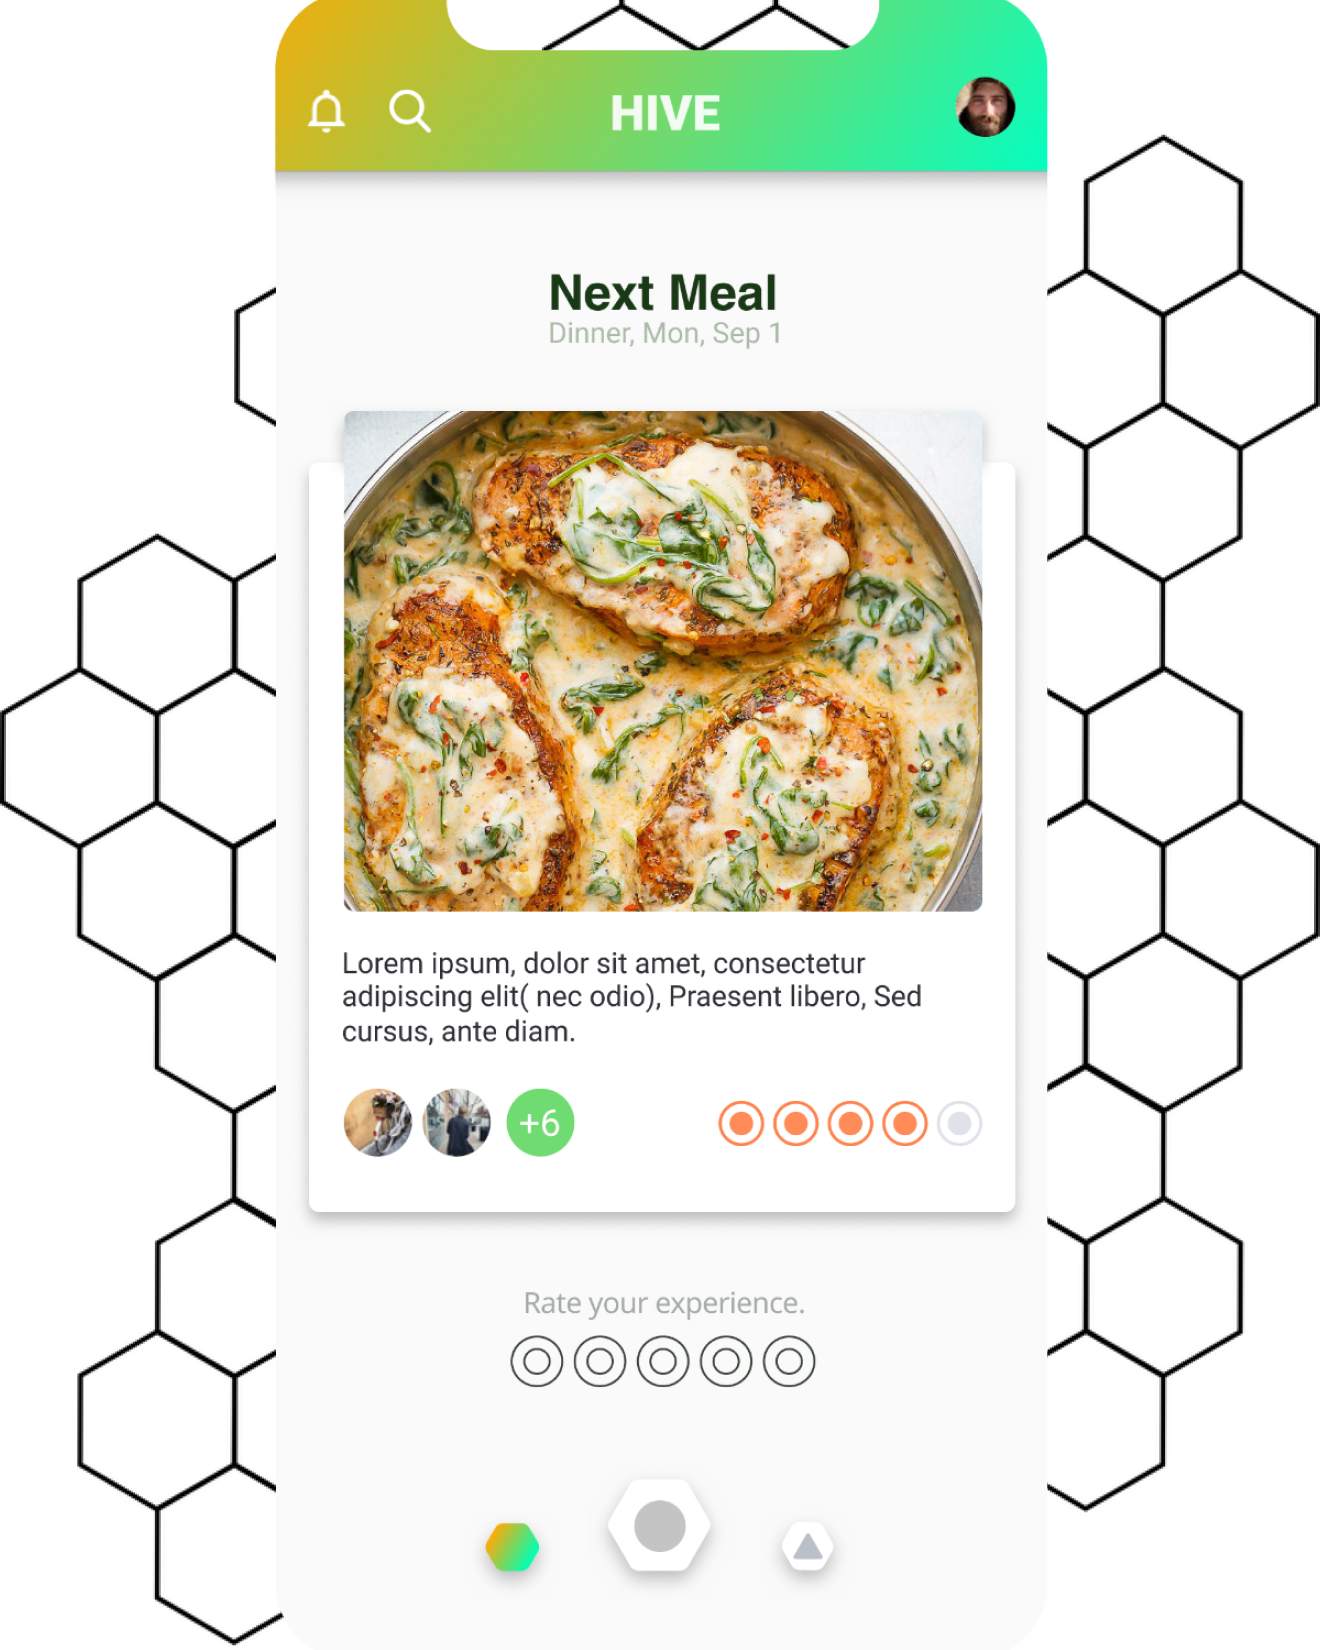 HIVE
Next Meal
Dinner, Mon, Sep 1
Lorem ipsum, dolor sit amet, consectetur
adipiscing elit( nec odio), Praesent libero, Sed
cursus, ante diam.
+6
Rate your experience.